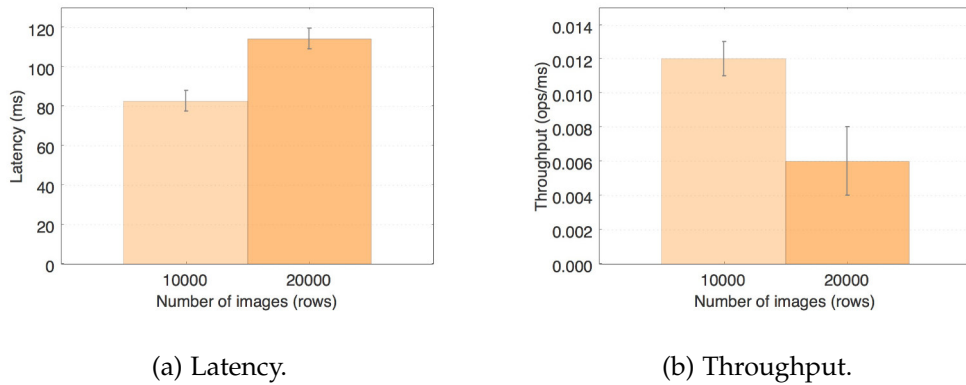 120
100
80
60
40
20
0
Latency (ms)
10000 20000
Number of images (rows)
(a) Latency.
0.014
0.012
0.010
0.008
0.006
0.004
0.002
0.000
Throughput (ops/ms)
10000 20000
Number of images (rows)
(b) Throughput.